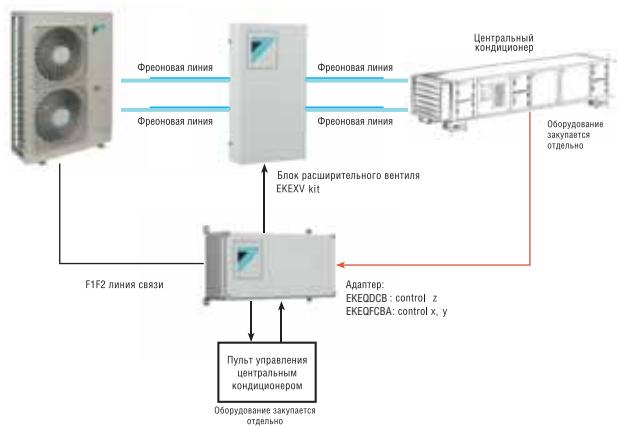 Центральный
кондиционер
Фреоновая линия
Фреоновая линия
Фреоновая линия
Фреоновая линия
Оборудование
закупается
отдельно
Блок расширительного вентиля
EKEXV kit
F1F2 линия связи
Адаптер:
EKEQDCB : control z
EKEQFCBA: control x, y
Пульт управления
центральным
кондиционером
Оборудование закупается
отдельно